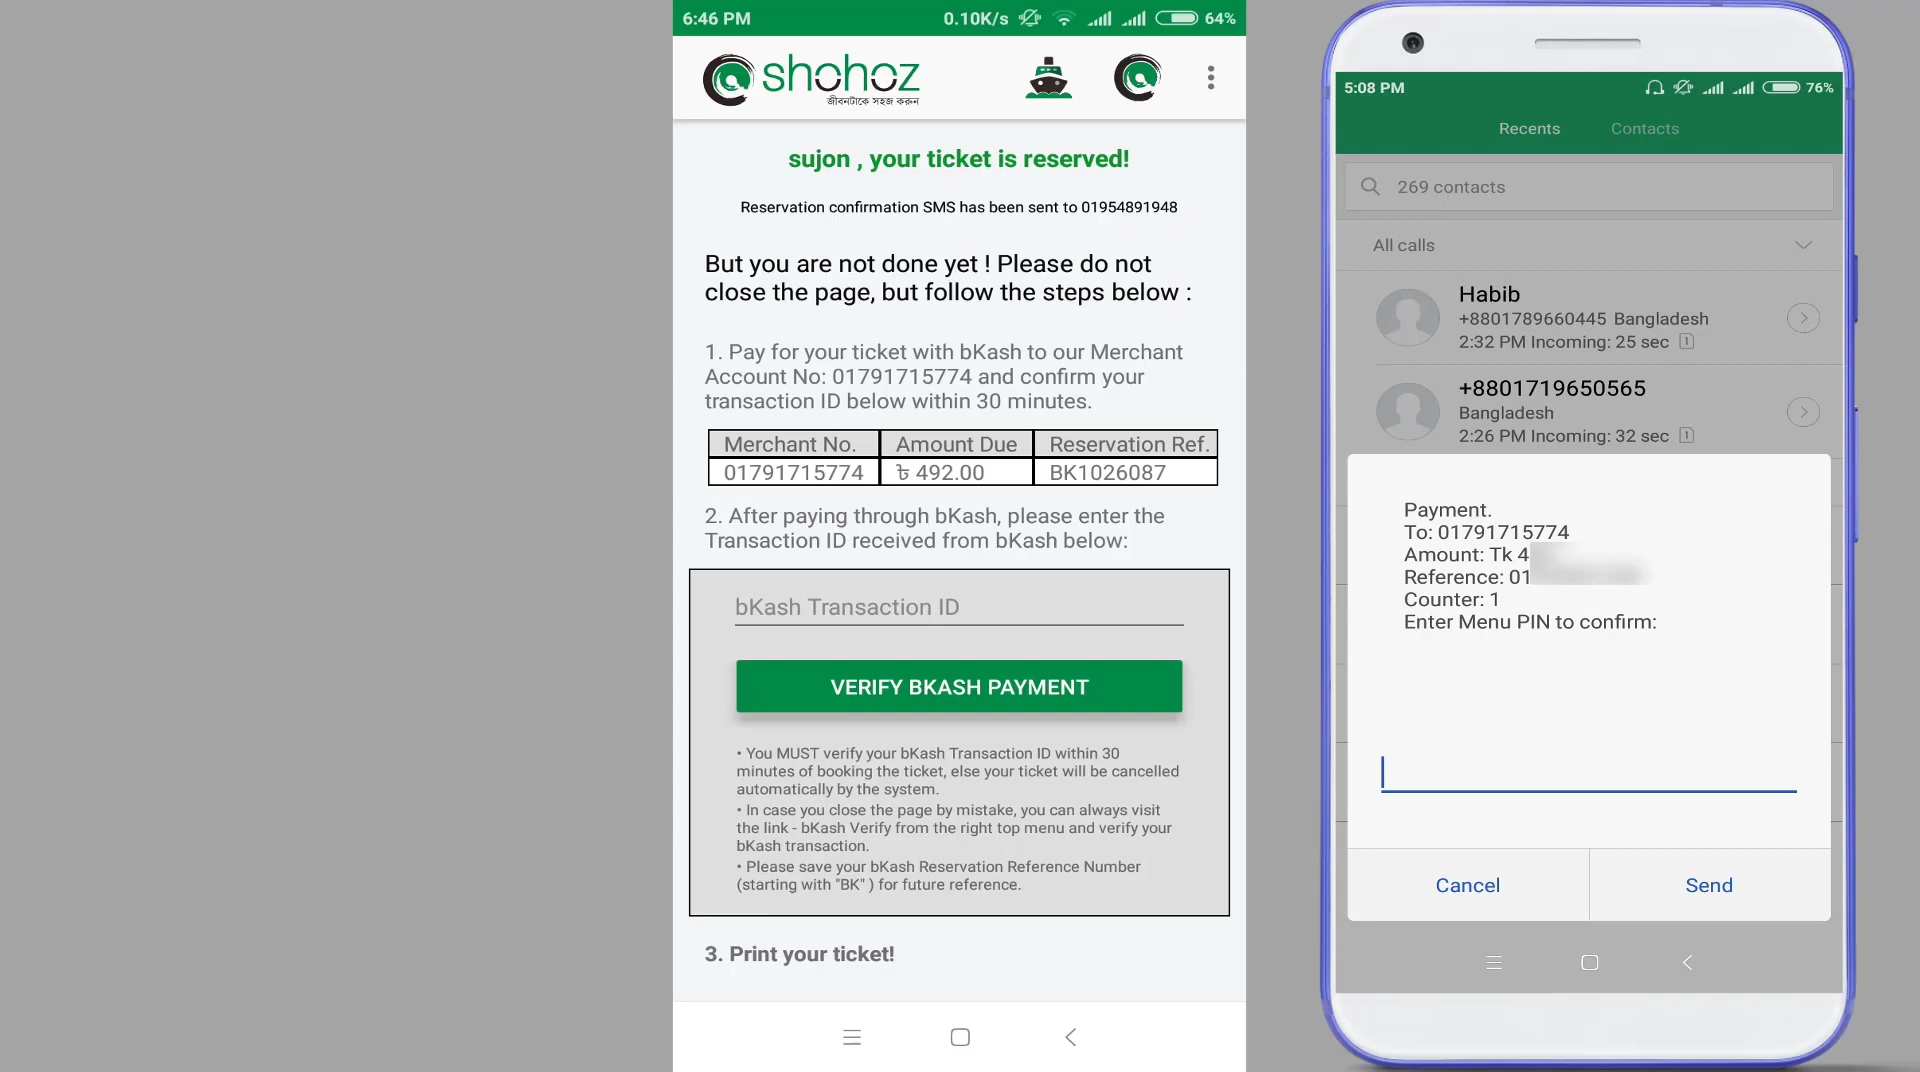 6:46 PM 0.10K/s 64%
shohoz
জীবনটাকে সহজ করুন
sujon , your ticket is reserved!
Reservation confirmation SMS has been sent to 01954891948
But you are not done yet ! Please do not
close the page, but follow the steps below :
1. Pay for your ticket with bKash to our Merchant
Account No: 01791715774 and confirm your
transaction ID below within 30 minutes.
Merchant No. Amount Due Reservation Ref.
01791715774 ৳ 492.00 BK1026087
2. After paying through bKash, please enter the
Transaction ID received from bKash below:
bKash Transaction ID
VERIFY BKASH PAYMENT
• You MUST verify your bKash Transaction ID within 30
minutes of booking the ticket, else your ticket will be cancelled
automatically by the system.
• In case you close the page by mistake, you can always visit
the link - bKash Verify from the right top menu and verify your
bKash transaction.
• Please save your bKash Reservation Reference Number
(starting with "BK" ) for future reference.
3. Print your ticket!
5:08 PM 76%
Recents Contacts
269 contacts
All calls
Habib
+8801789660445 Bangladesh
2:32 PM Incoming: 25 sec 1
+8801719650565
Bangladesh
2:26 PM Incoming: 32 sec 1
Payment.
To: 01791715774
Amount: Tk 4
Reference: 01
Counter: 1
Enter Menu PIN to confirm:
Cancel Send